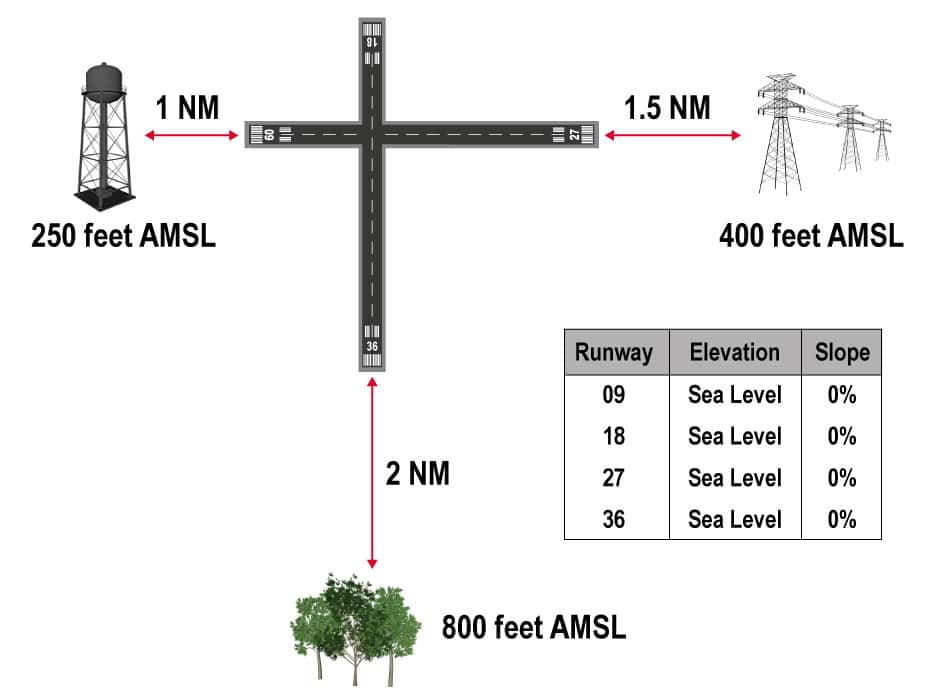 18
1 NM
1.5 NM
09
27
250 feet AMSL
400 feet AMSL
36
Runway Elevation Slope
09 Sea Level 0%
18 Sea Level 0%
27 Sea Level 0%
36 Sea Level 0%
2 NM
800 feet AMSL